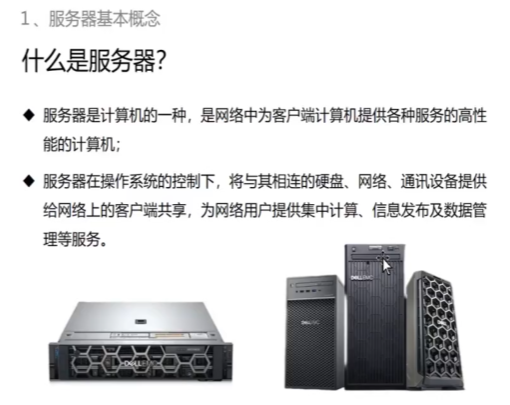 1、服务器基本概念
什么是服务器?
◆ 服务器是计算机的一种，是网络中为客户端计算机提供各种服务的高性
能的计算机；
◆ 服务器在操作系统的控制下，将与其相连的硬盘、网络、通讯设备提供
给网络上的客户端共享，为网络用户提供集中计算、信息发布及数据管
理等服务。
DELLEMC
DELLEMC
DELLEMC